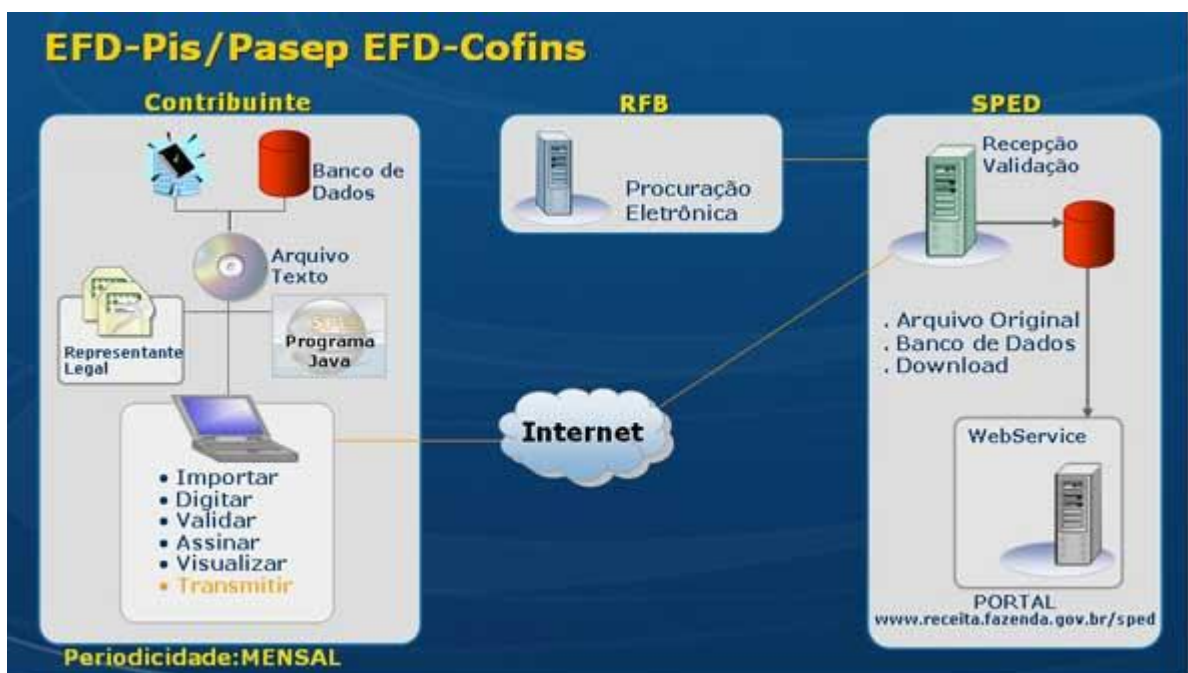 EFD-Pis/Pasep EFD-Cofins
Contribuinte
Banco de
Dados
Arquivo
Texto
Representante
Legal
Programa
Java
• Importar
• Digitar
• Validar
• Assinar
• Visualizar
• Transmitir
Periodicidade:MENSAL
Internet
RFB
Procuração
Eletrônica
SPED
Recepção
Validação
. Arquivo Original
. Banco de Dados
. Download
WebService
PORTAL
www.receita.fazenda.gov.br/sped